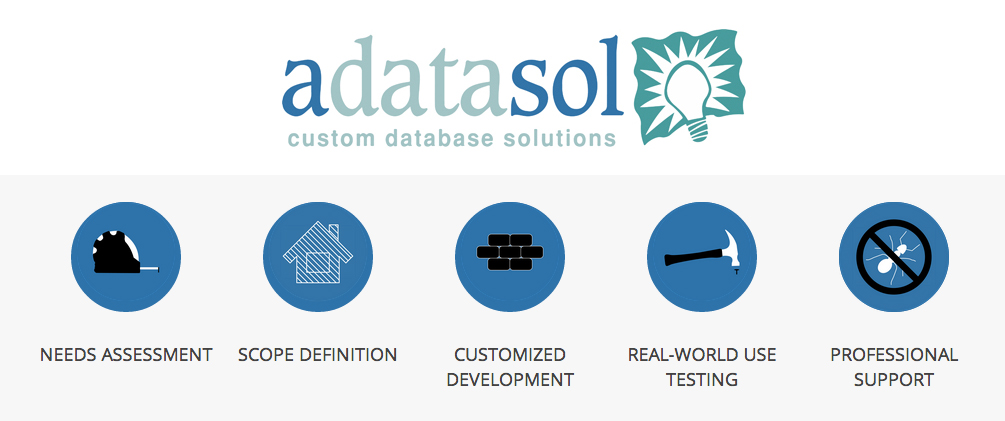 adatasol
custom database solutions
NEEDS ASSESSMENT
SCOPE DEFINITION
CUSTOMIZED
DEVELOPMENT
REAL-WORLD USE
TESTING
PROFESSIONAL
SUPPORT